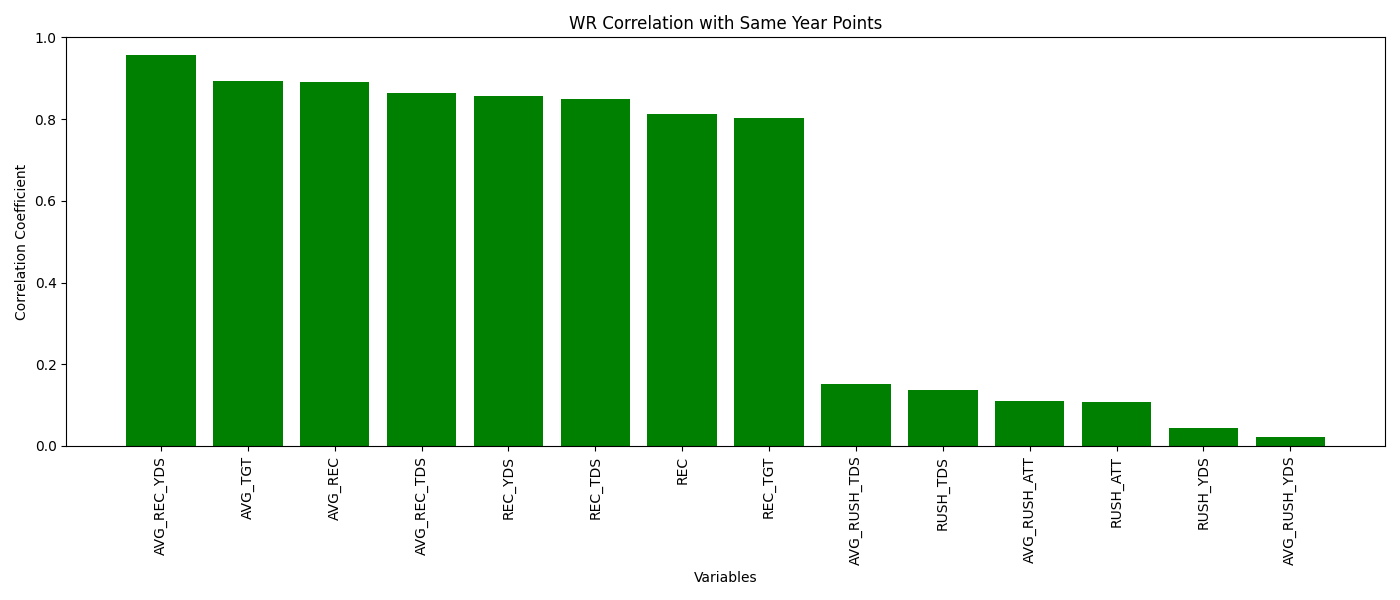 WR Correlation with Same Year Points
Correlation Coefficient
1.0
0.8
0.6
0.4
0.2
0.0
AVG_REC_YDS
AVG_TGT
AVG_REC
AVG_REC_TDS
REC_YDS
REC_TDS
REC
REC_TGT
AVG_RUSH_TDS
RUSH_TDS
AVG_RUSH_ATT
RUSH_ATT
RUSH_YDS
AVG_RUSH_YDS
Variables